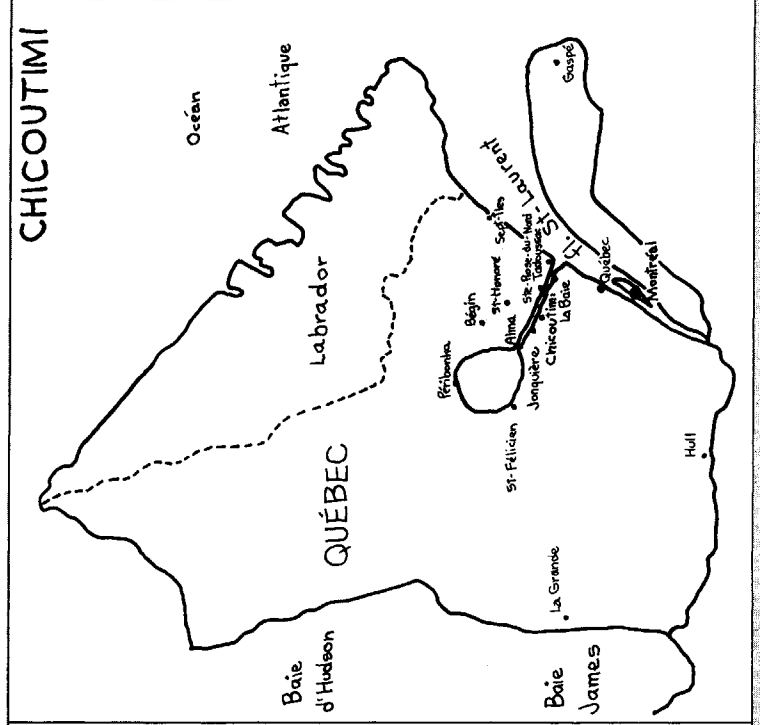 CHICOUTIMI
Océan
Atlantique
Labrador
QUÉBEC
Baie
d'Hudson
Baie
James
La Grande
Hull
St-Félicien
Péribonka
Bégin
St-Honoré
Alma
Jonquière
Chicoutimi
La Baie
Ste-Rose-du-Nord
Tadoussac
Sept-Îles
fl. St-Laurent
Gaspé
Québec
Montréal